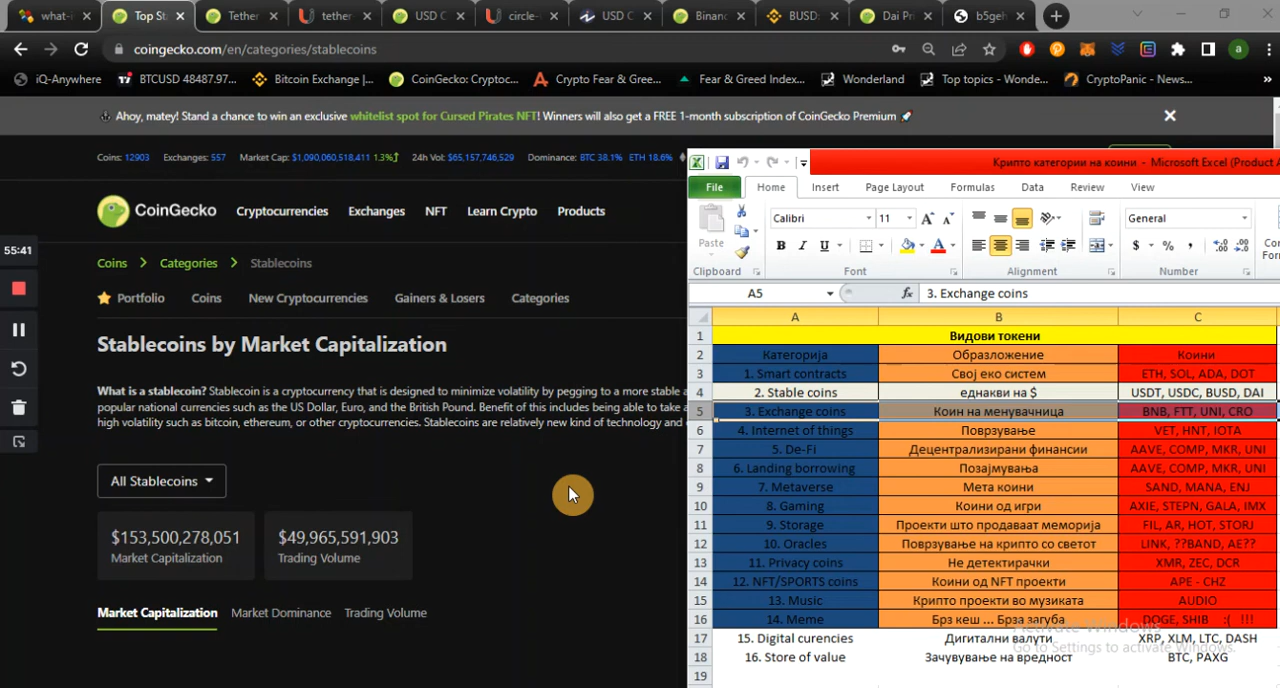 what-i
Top St
Tether
tether
USD C
circle-
USD C
Binanc
BUSD:
Dai Pri
b5geh
coingecko.com/en/categories/stablecoins
iQ-Anywhere
BTCUSD 48487.97...
Bitcoin Exchange |...
CoinGecko: Cryptoc...
Crypto Fear & Gree...
Fear & Greed Index...
Wonderland
Top topics - Wonde...
CryptoPanic - News...
Ahoy, matey! Stand a chance to win an exclusive whitelist spot for Cursed Pirates NFT! Winners will also get a FREE 1-month subscription of CoinGecko Premium
Coins: 12903 Exchanges: 557 Market Cap: $1,090,060,518,411 1.3% 24h Vol: $65,157,746,529 Dominance: BTC 38.1% ETH 18.6%
CoinGecko Cryptocurrencies Exchanges NFT Learn Crypto Products
55:41
Coins > Categories > Stablecoins
Portfolio Coins New Cryptocurrencies Gainers & Losers Categories
Stablecoins by Market Capitalization
What is a stablecoin? Stablecoin is a cryptocurrency that is designed to minimize volatility by pegging to a more stable a
popular national currencies such as the US Dollar, Euro, and the British Pound. Benefit of this includes being able to take a
high volatility such as bitcoin, ethereum, or other cryptocurrencies. Stablecoins are relatively new kind of technology and
All Stablecoins
$153,500,278,051
Market Capitalization
$49,965,591,903
Trading Volume
Market Capitalization Market Dominance Trading Volume
Крипто категории на коини - Microsoft Excel (Product A
File Home Insert Page Layout Formulas Data Review View
Paste
Calibri 11
General
B I U
$ % ,
Co
Form
Clipboard Font Alignment Number
A5 fx 3. Exchange coins
A B C
1 Видови токени
2 Категорија Образложение Коини
3 1. Smart contracts Свој еко систем ETH, SOL, ADA, DOT
4 2. Stable coins еднакви на $ USDT, USDC, BUSD, DAI
5 3. Exchange coins Коин на менувачница BNB, FTT, UNI, CRO
6 4. Internet of things Поврзување VET, HNT, IOTA
7 5. De-Fi Децентрализирани финансии AAVE, COMP, MKR, UNI
8 6. Landing borrowing Позајмувања AAVE, COMP, MKR, UNI
9 7. Metaverse Мета коини SAND, MANA, ENJ
10 8. Gaming Коини од игри AXIE, STEPN, GALA, IMX
11 9. Storage Проекти што продаваат меморија FIL, AR, HOT, STORJ
12 10. Oracles Поврзување на крипто со светот LINK, ??BAND, AE??
13 11. Privacy coins Не детектирачки XMR, ZEC, DCR
14 12. NFT/SPORTS coins Коини од NFT проекти APE - CHZ
15 13. Music Крипто проекти во музиката AUDIO
16 14. Meme Брз кеш ... Брза загуба DOGE, SHIB :( !!!
17 15. Digital curencies Дигитални валути XRP, XLM, LTC, DASH
18 16. Store of value Зачувување на вредност BTC, PAXG
19
Activate Windows
Go to Settings to activate Windows.